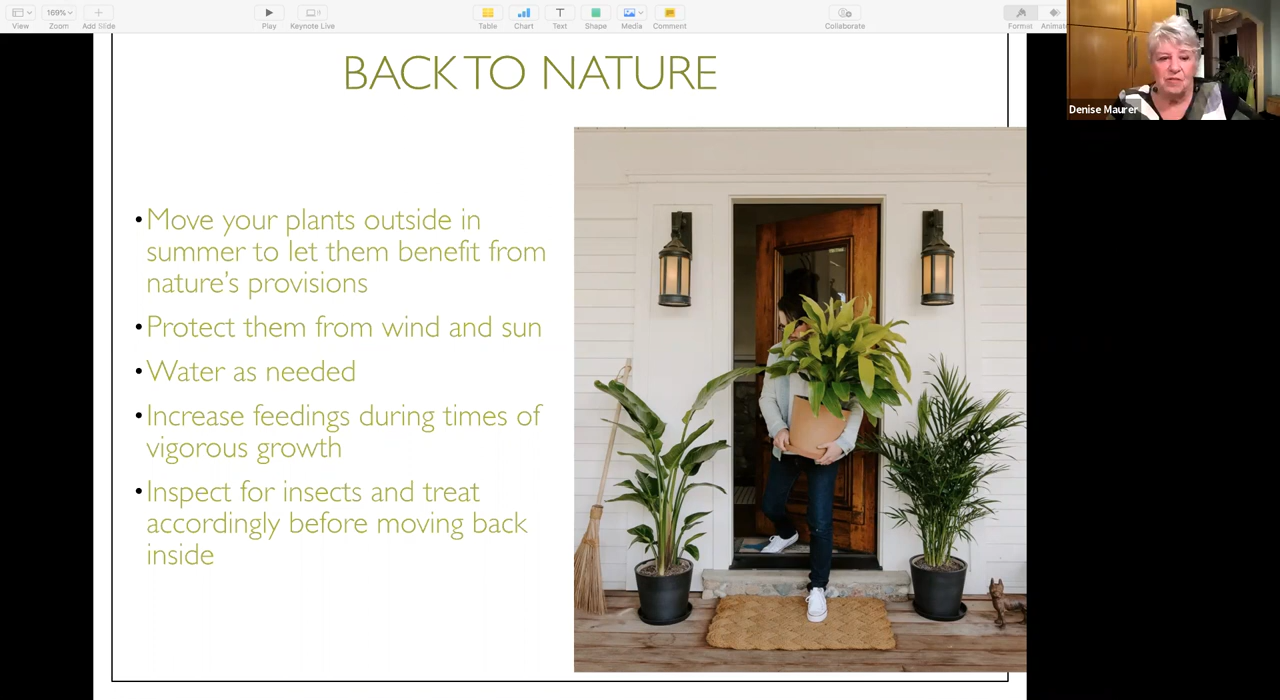 View
169%
Zoom
Add Slide
Play
Keynote Live
Table
Chart
Text
Shape
Media
Comment
Collaborate
Format
Animat
Denise Maurer
BACK TO NATURE
•Move your plants outside in
summer to let them benefit from
nature's provisions
•Protect them from wind and sun
•Water as needed
•Increase feedings during times of
vigorous growth
•Inspect for insects and treat
accordingly before moving back
inside